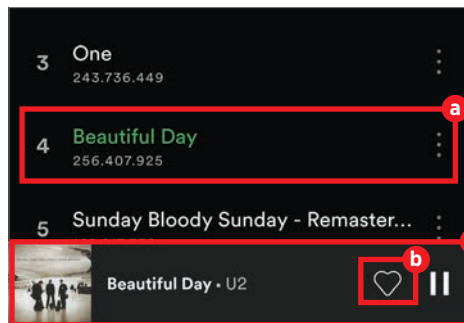 3 One
243.736.449
a
4 Beautiful Day
256.407.925
5 Sunday Bloody Sunday - Remaster...
b
Beautiful Day • U2